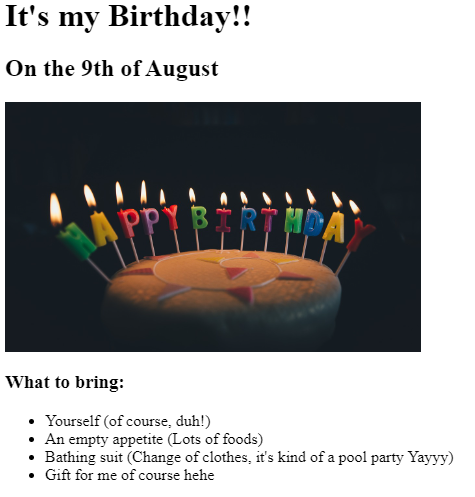 It's my Birthday!!
On the 9th of August
HAPPY BIRTHDAY
What to bring:
Yourself (of course, duh!)
An empty appetite (Lots of foods)
Bathing suit (Change of clothes, it's kind of a pool party Yayyy)
Gift for me of course hehe